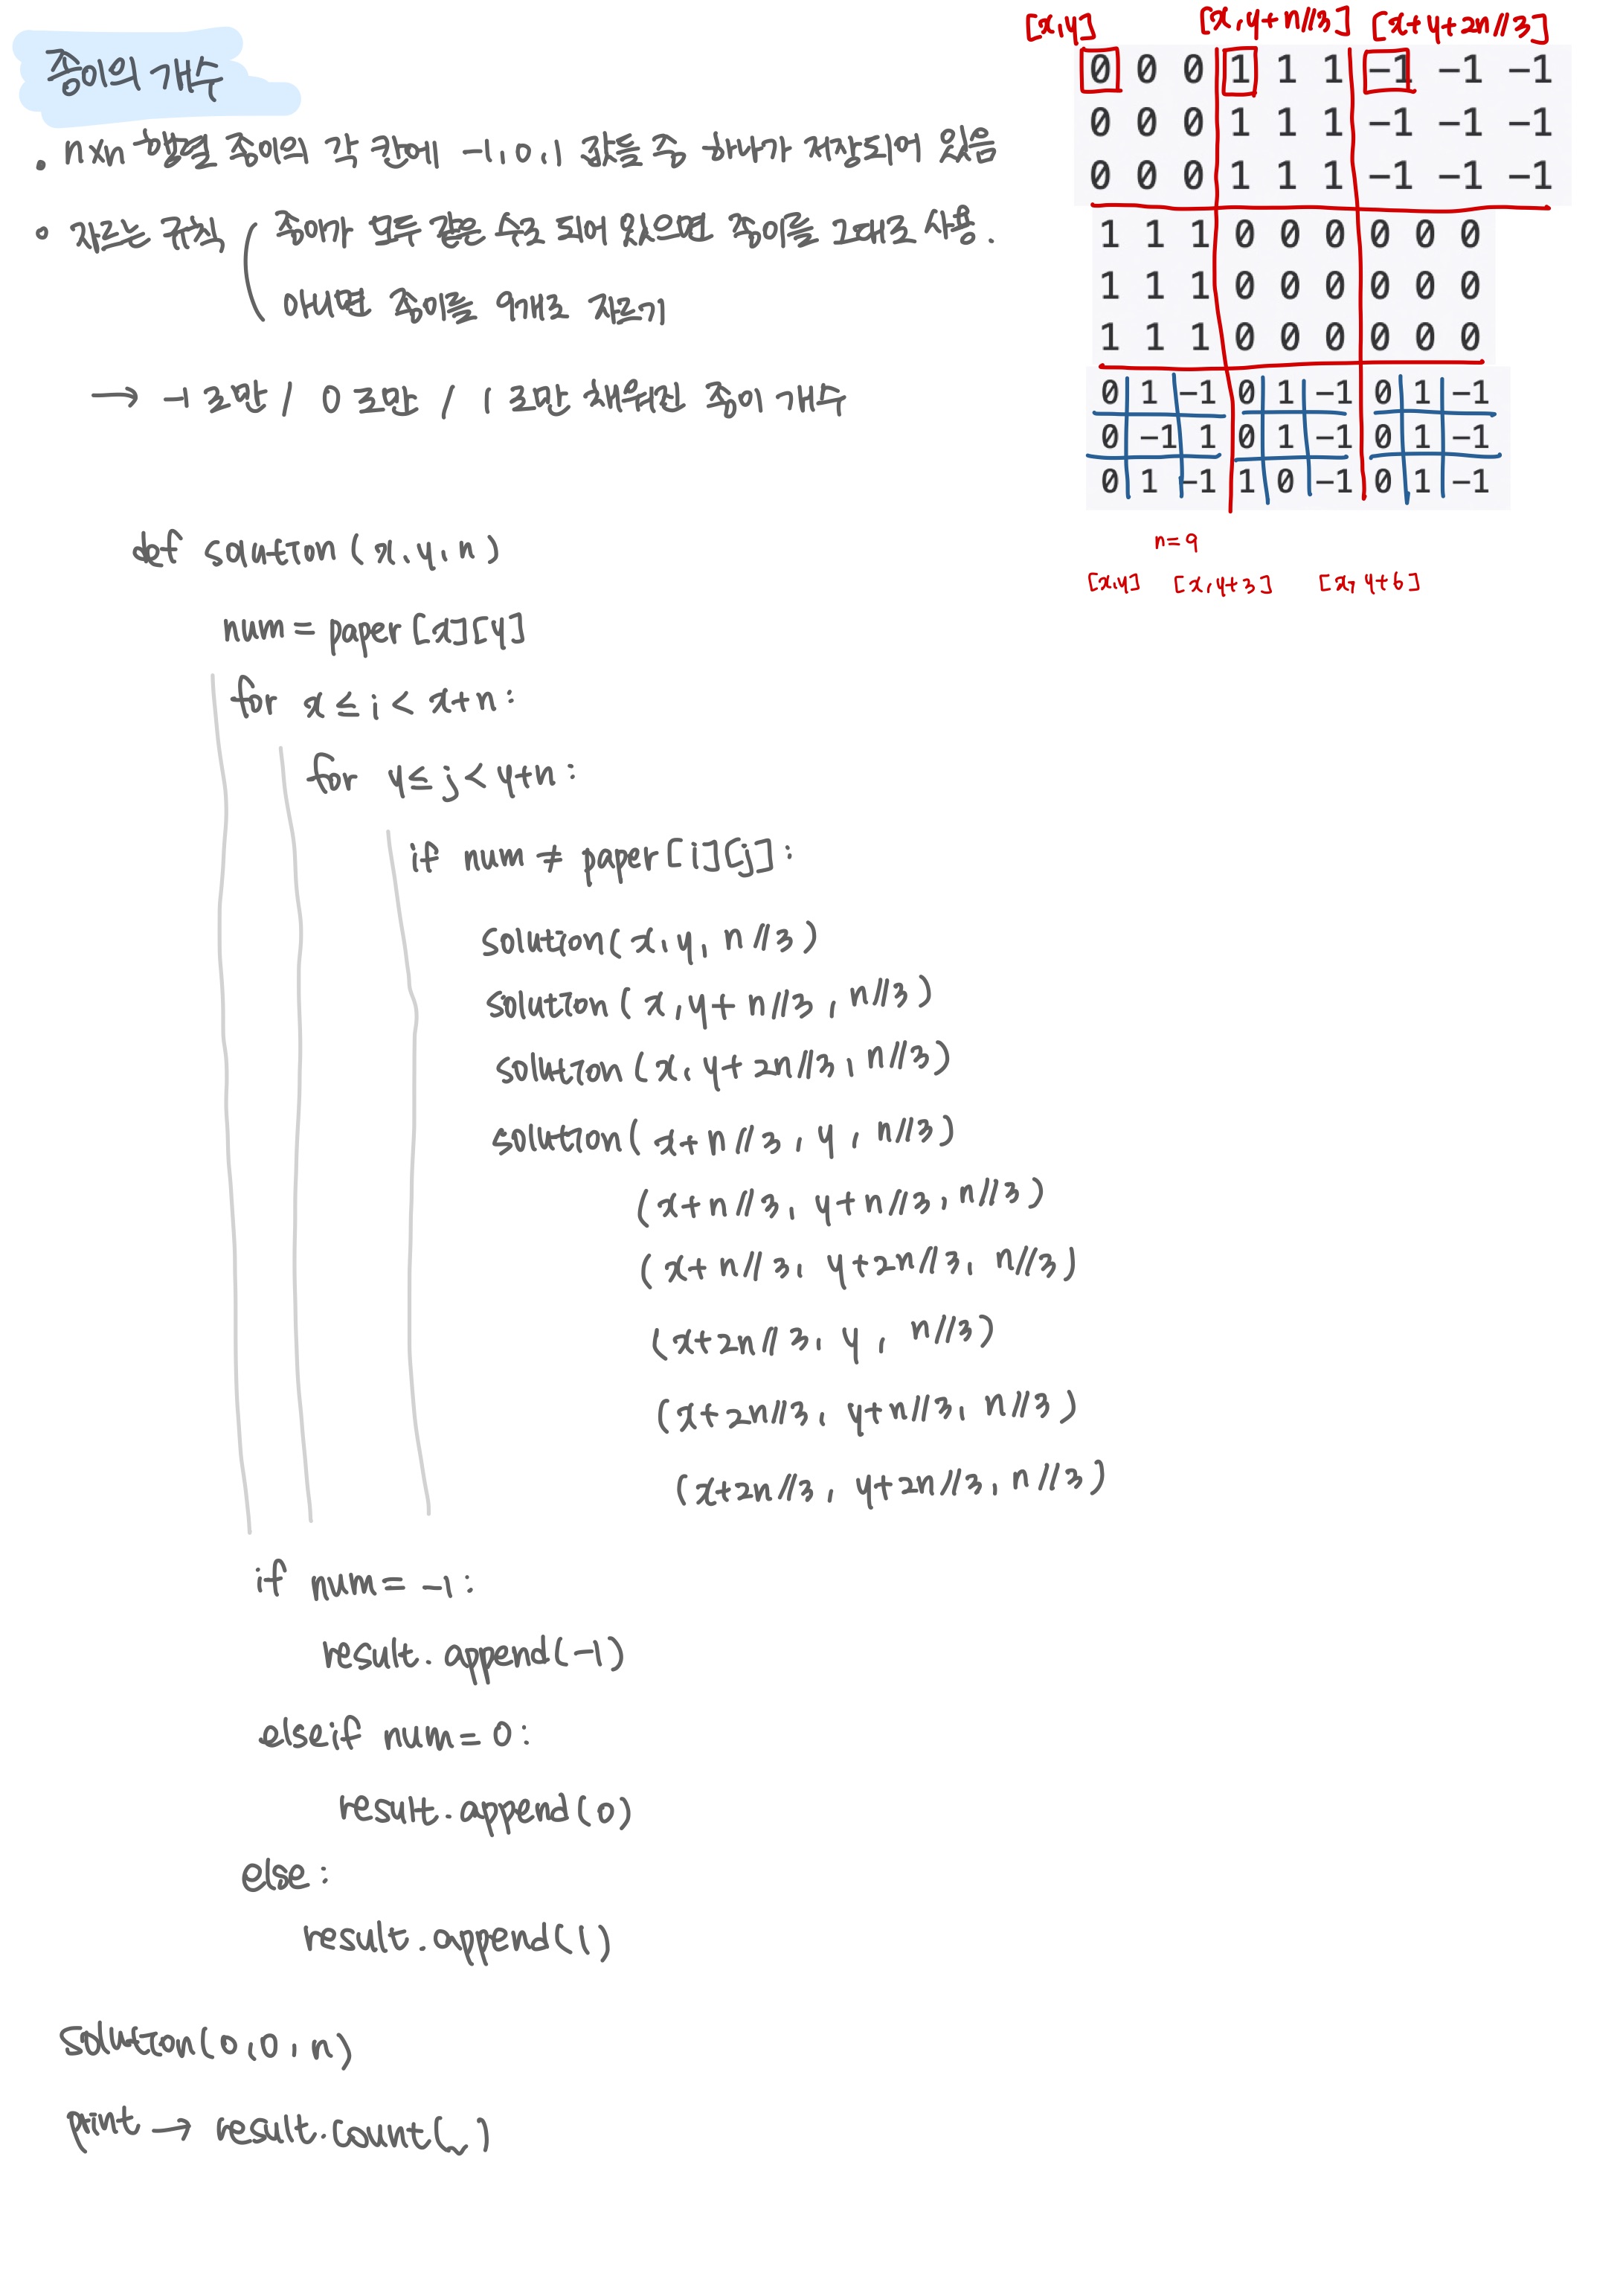 종이의 개수
• n×n 행렬 종이의 각 칸에 -1, 0, 1 값들 중 하나가 저장되어 있음
• 자르는 규칙 ( 종이가 모두 같은 수로 되어 있으면 종이를 그대로 사용.
아니면 종이를 9개로 자르기
→ -1로만 / 0로만 / 1로만 채워진 종이 개수
[x,y] [x,y+n//3] [x+y+2n//3]
0 0 0 1 1 1 -1 -1 -1
0 0 0 1 1 1 -1 -1 -1
0 0 0 1 1 1 -1 -1 -1
1 1 1 0 0 0 0 0 0
1 1 1 0 0 0 0 0 0
1 1 1 0 0 0 0 0 0
0 1 -1 0 1 -1 0 1 -1
0 -1 1 0 1 -1 0 1 -1
0 1 -1 1 0 -1 0 1 -1
n=9
[x,y] [x,y+3] [x, y+6]
def solution (x, y, n)
num = paper[x][y]
for x ≤ i < x+n:
for y ≤ j < y+n:
if num ≠ paper[i][j]:
solution(x, y, n//3)
solution(x, y+n//3, n//3)
solution(x, y+2n//3, n//3)
solution(x+n//3, y, n//3)
(x+n//3, y+n//3, n//3)
(x+n//3, y+2n//3, n//3)
(x+2n//3, y, n//3)
(x+2n//3, y+n//3, n//3)
(x+2n//3, y+2n//3, n//3)
if num = -1:
result.append(-1)
elseif num = 0:
result.append(0)
else:
result.append(1)
solution(0,0,n)
print → result.count(_)